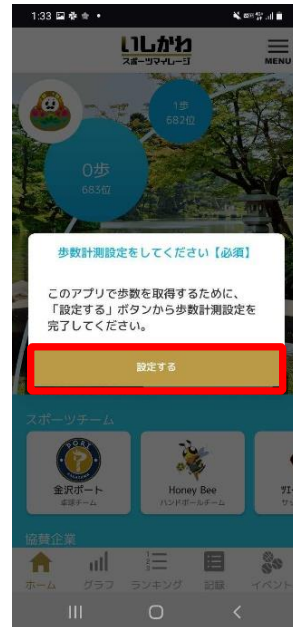 1:33
いしかわ
スポーツマイレージ
MENU
1歩
682位
0歩
683位
歩数計測設定をしてください【必須】
このアプリで歩数を取得するために、
「設定する」ボタンから歩数計測設定を
完了してください。
設定する
スポーツチーム
金沢ポート
卓球チーム
Honey Bee
ハンドボールチーム
協賛企業
ホーム
グラフ
ランキング
記録
イベント